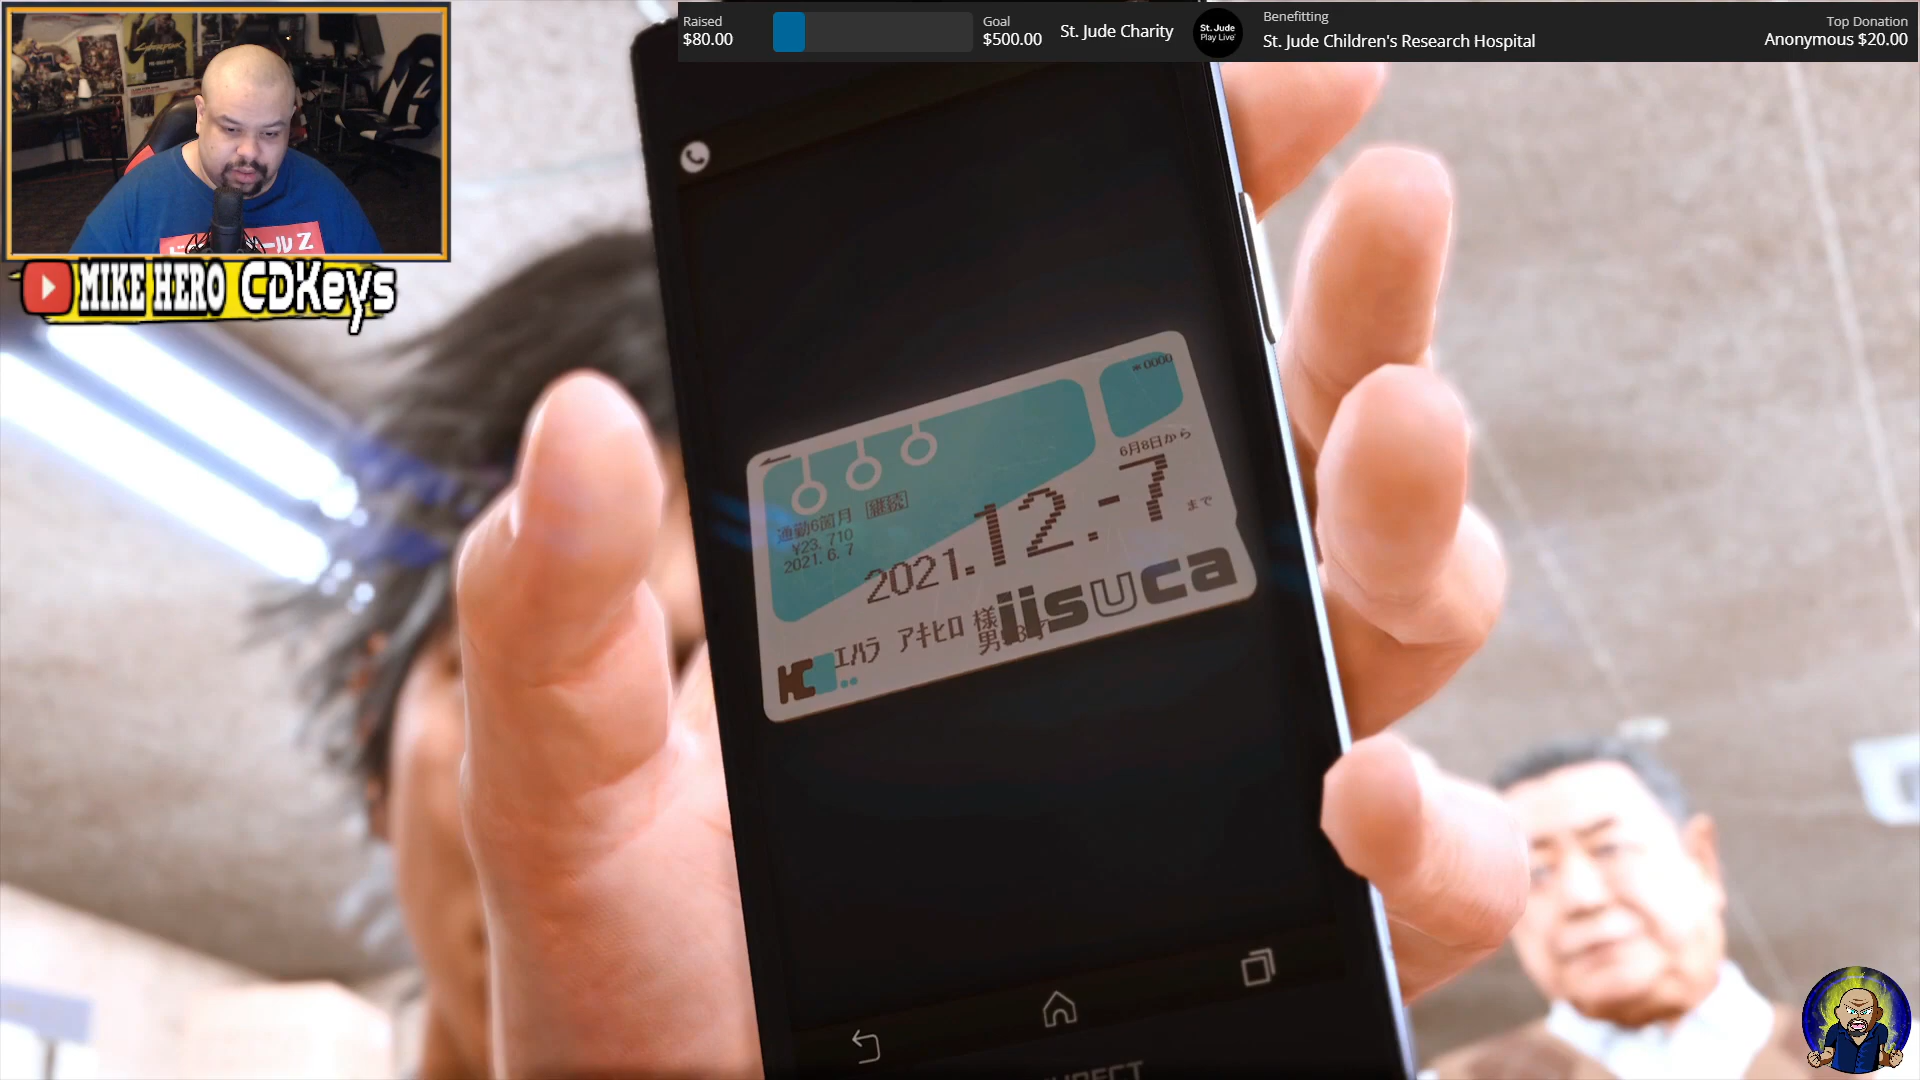 Raised
$80.00
Goal
$500.00
St. Jude Charity
St. Jude
Play Live
Benefitting
St. Jude Children's Research Hospital
Top Donation
Anonymous $20.00
ール Z
MIKE HERO CDKeys
0000
6月8日から
通勤6箇月 継続
¥23.710
2021.6.7
2021.12.-7 まで
iisuca
エハラ アキヒロ 様
男